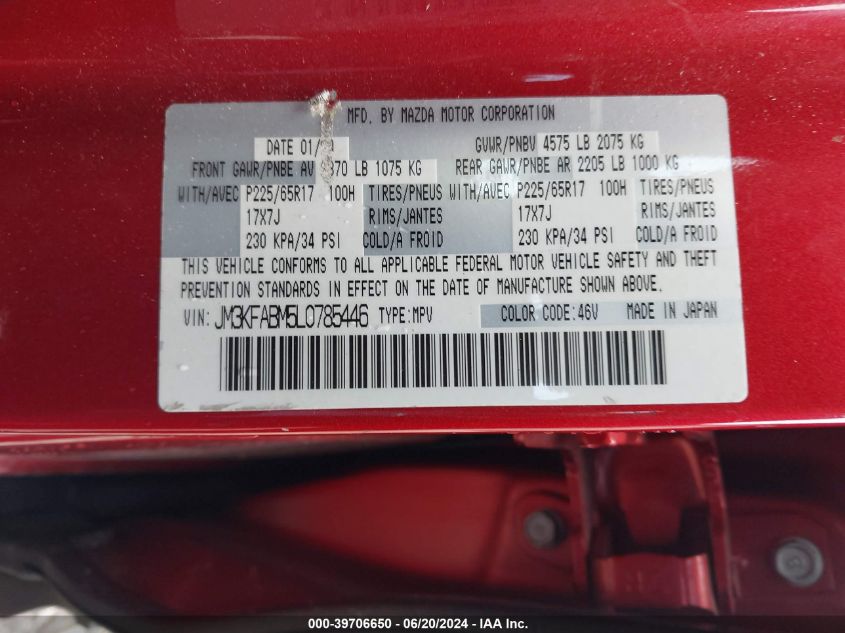 MFD. BY MAZDA MOTOR CORPORATION
DATE 01/ GVWR/PNBV 4575 LB 2075 KG
FRONT GAWR/PNBE AV 370 LB 1075 KG REAR GAWR/PNBE AR 2205 LB 1000 KG
WITH/AVEC P225/65R17 100H TIRES/PNEUS WITH/AVEC P225/65R17 100H TIRES/PNEUS
17X7J RIMS/JANTES 17X7J RIMS/JANTES
230 KPA/34 PSI COLD/A FROID 230 KPA/34 PSI COLD/A FROID
THIS VEHICLE CONFORMS TO ALL APPLICABLE FEDERAL MOTOR VEHICLE SAFETY AND THEFT
PREVENTION STANDARDS IN EFFECT ON THE DATE OF MANUFACTURE SHOWN ABOVE.
VIN: JM3KFABM5L0785446 TYPE:MPV COLOR CODE:46V MADE IN JAPAN
000-39706650 - 06/20/2024 - IAA Inc.